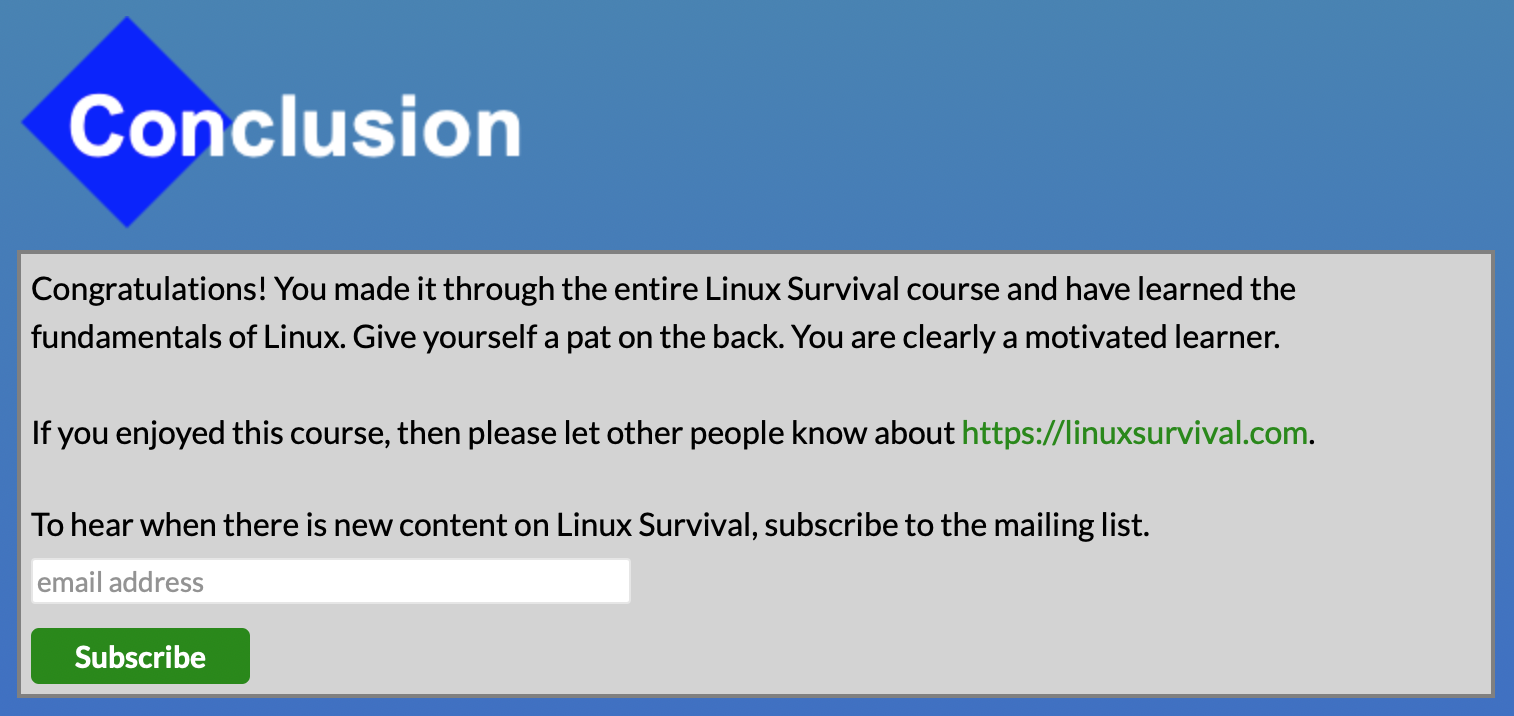 Conclusion
Congratulations! You made it through the entire Linux Survival course and have learned the
fundamentals of Linux. Give yourself a pat on the back. You are clearly a motivated learner.
If you enjoyed this course, then please let other people know about https://linuxsurvival.com.
To hear when there is new content on Linux Survival, subscribe to the mailing list.
email address
Subscribe